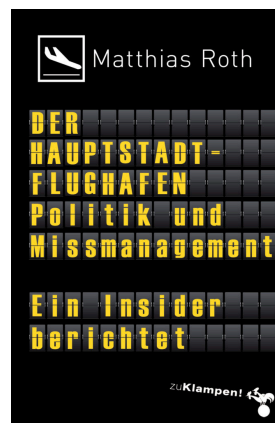 Matthias Roth
DER
HAUPTSTADT-
FLUGHAFEN
Politik und
Missmanagement
Ein Insider
berichtet
zuKlampen!